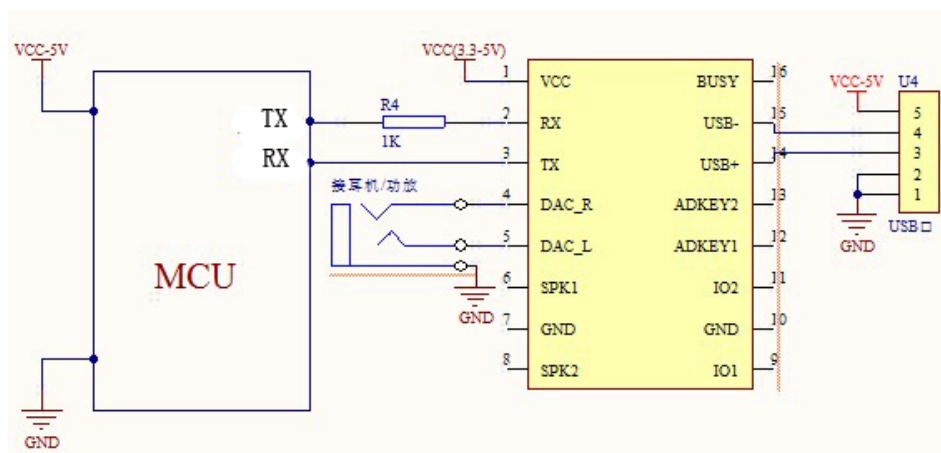 VCC-5V
TX
RX
MCU
GND
R4
1K
接耳机/功放
GND
VCC(3.3-5V)
1 VCC
2 RX
3 TX
4 DAC_R
5 DAC_L
6 SPK1
7 GND
8 SPK2
BUSY 16
USB- 15
USB+ 14
ADKEY2 13
ADKEY1 12
IO2 11
GND 10
IO1 9
VCC-5V
U4
5
4
3
2
1
USB口
GND